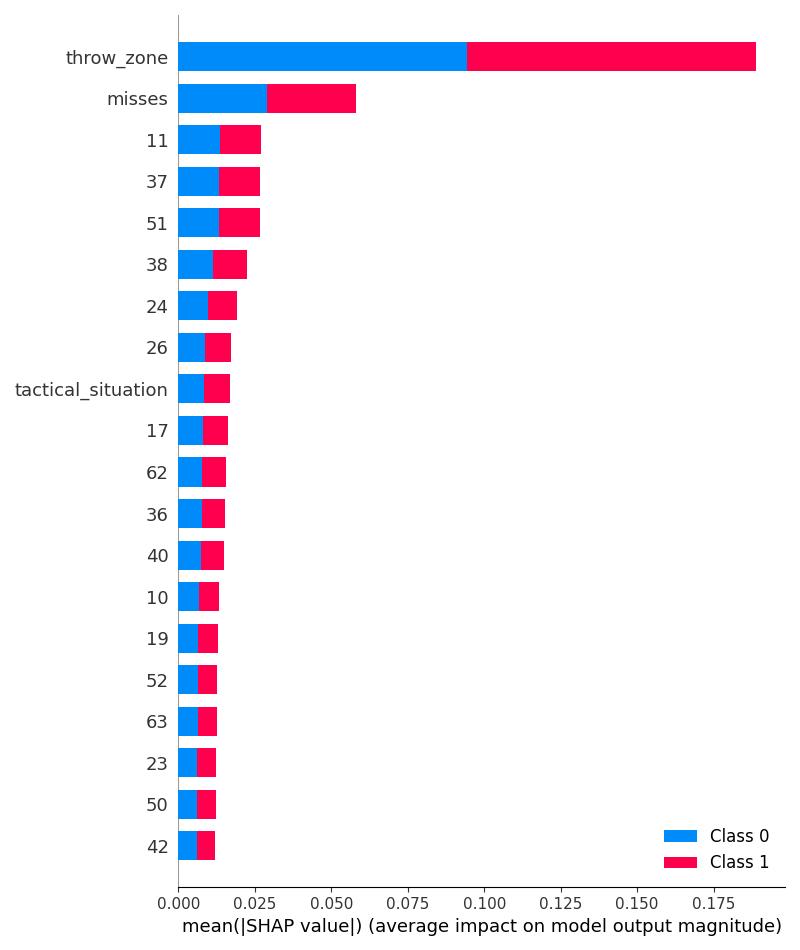 throw_zone
misses
11
37
51
38
24
26
tactical_situation
17
62
36
40
10
19
52
63
23
50
42
Class 0
Class 1
0.000 0.025 0.050 0.075 0.100 0.125 0.150 0.175
mean(|SHAP value|) (average impact on model output magnitude)